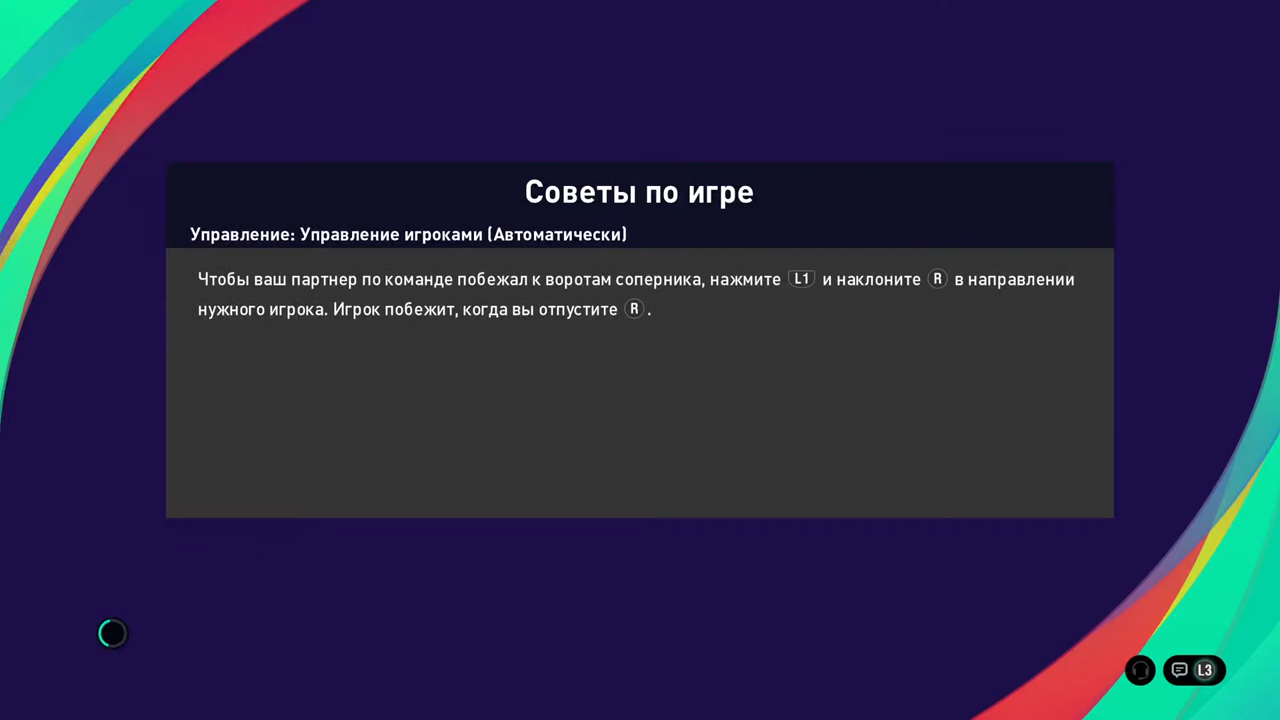 Советы по игре
Управление: Управление игроками (Автоматически)
Чтобы ваш партнер по команде побежал к воротам соперника, нажмите L1 и наклоните R в направлении
нужного игрока. Игрок побежит, когда вы отпустите R.
L3